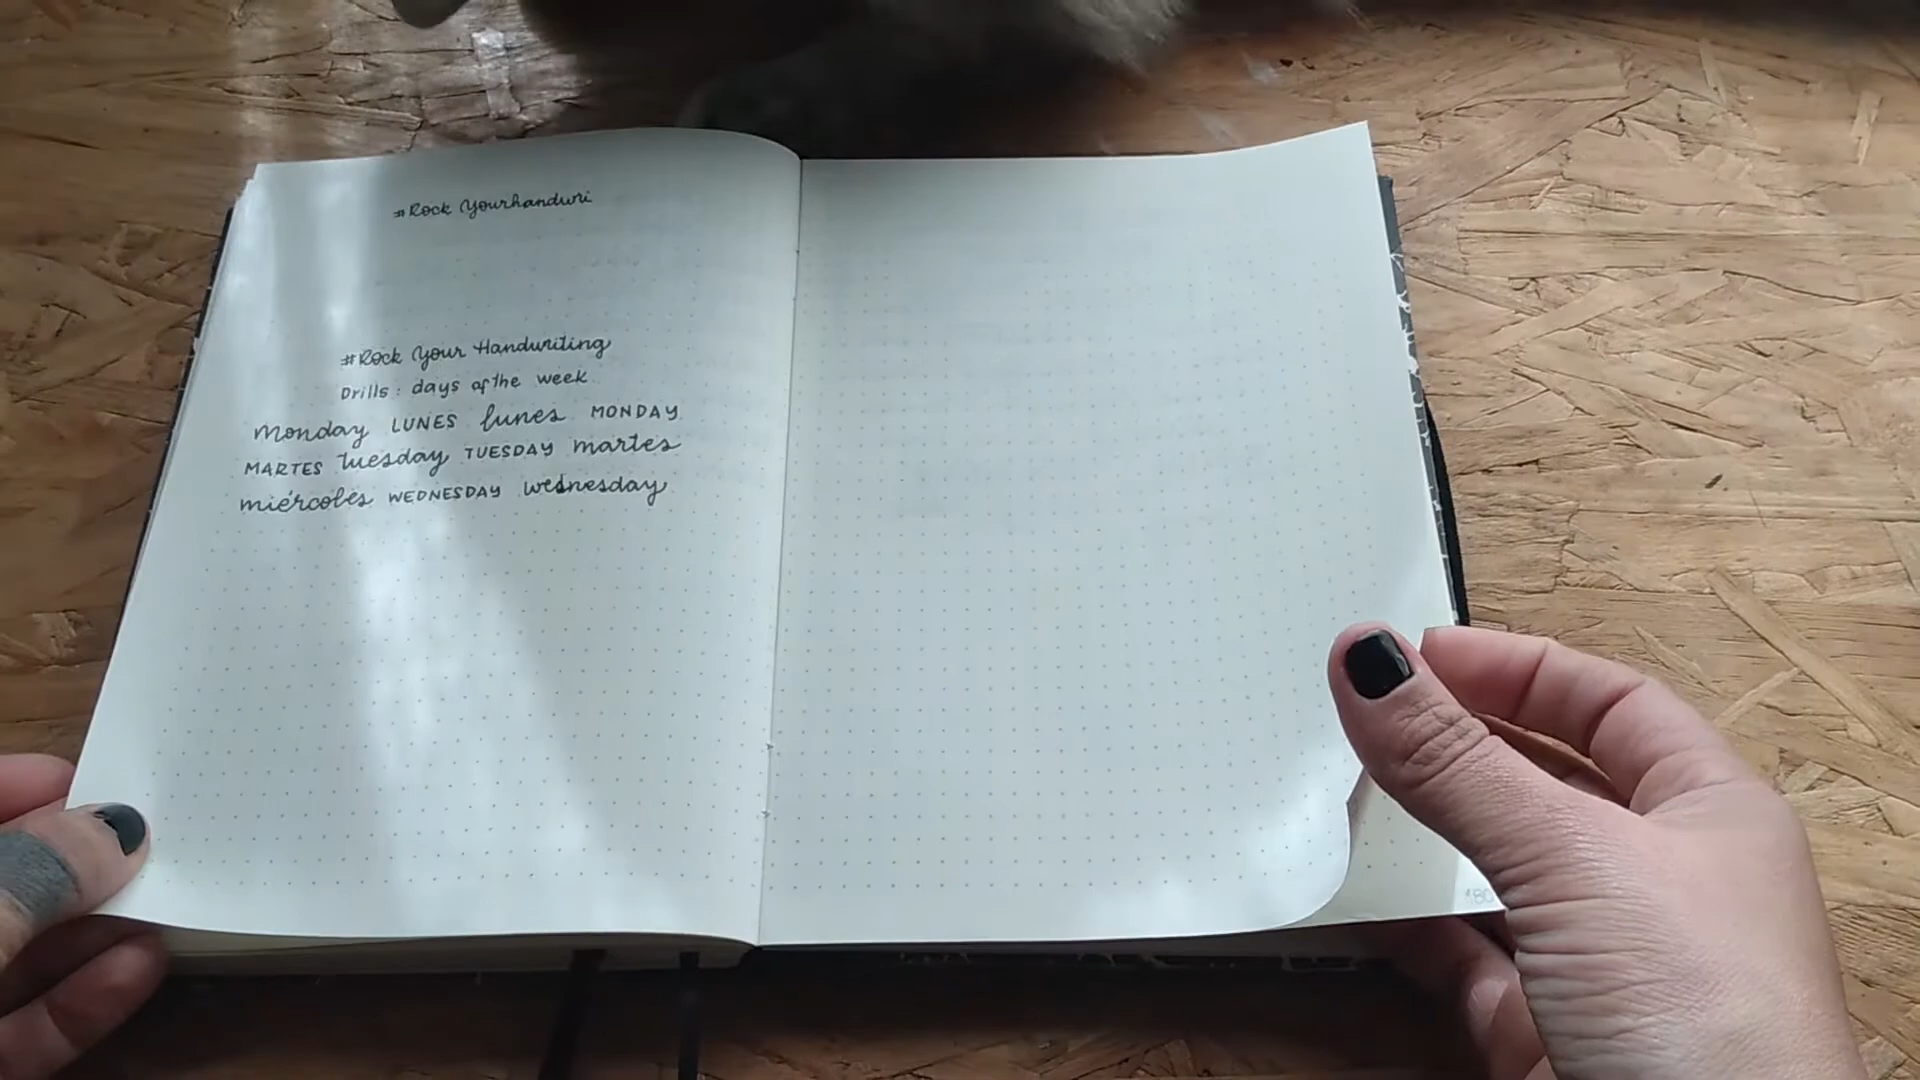 #Rock Yourhandwri
#Rock Your Handwriting
Drills: days of the week
Monday LUNES lunes MONDAY
MARTES tuesday TUESDAY martes
miércoles WEDNESDAY wednesday
180